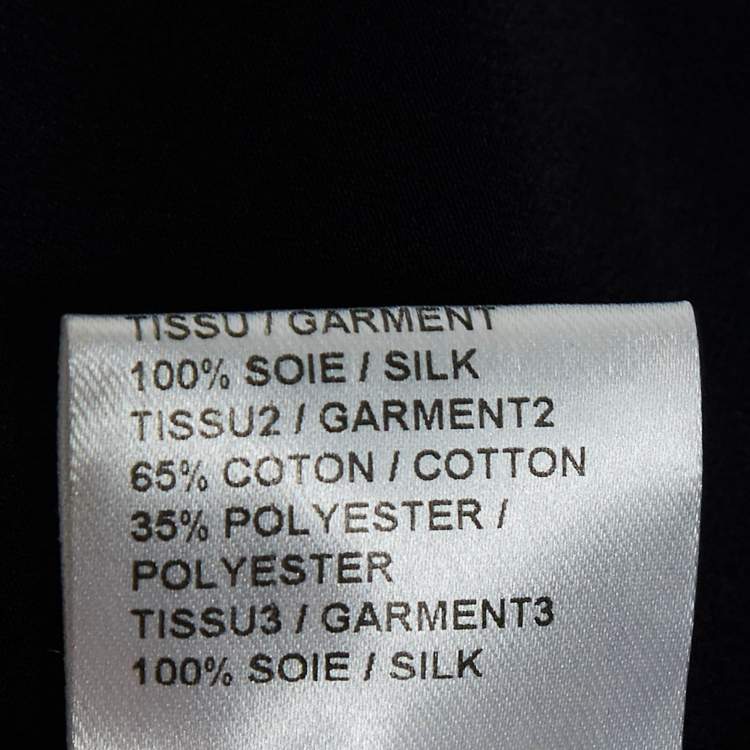 TISSU / GARMENT
100% SOIE / SILK
TISSU2 / GARMENT2
65% COTON / COTTON
35% POLYESTER /
POLYESTER
TISSU3 / GARMENT3
100% SOIE / SILK